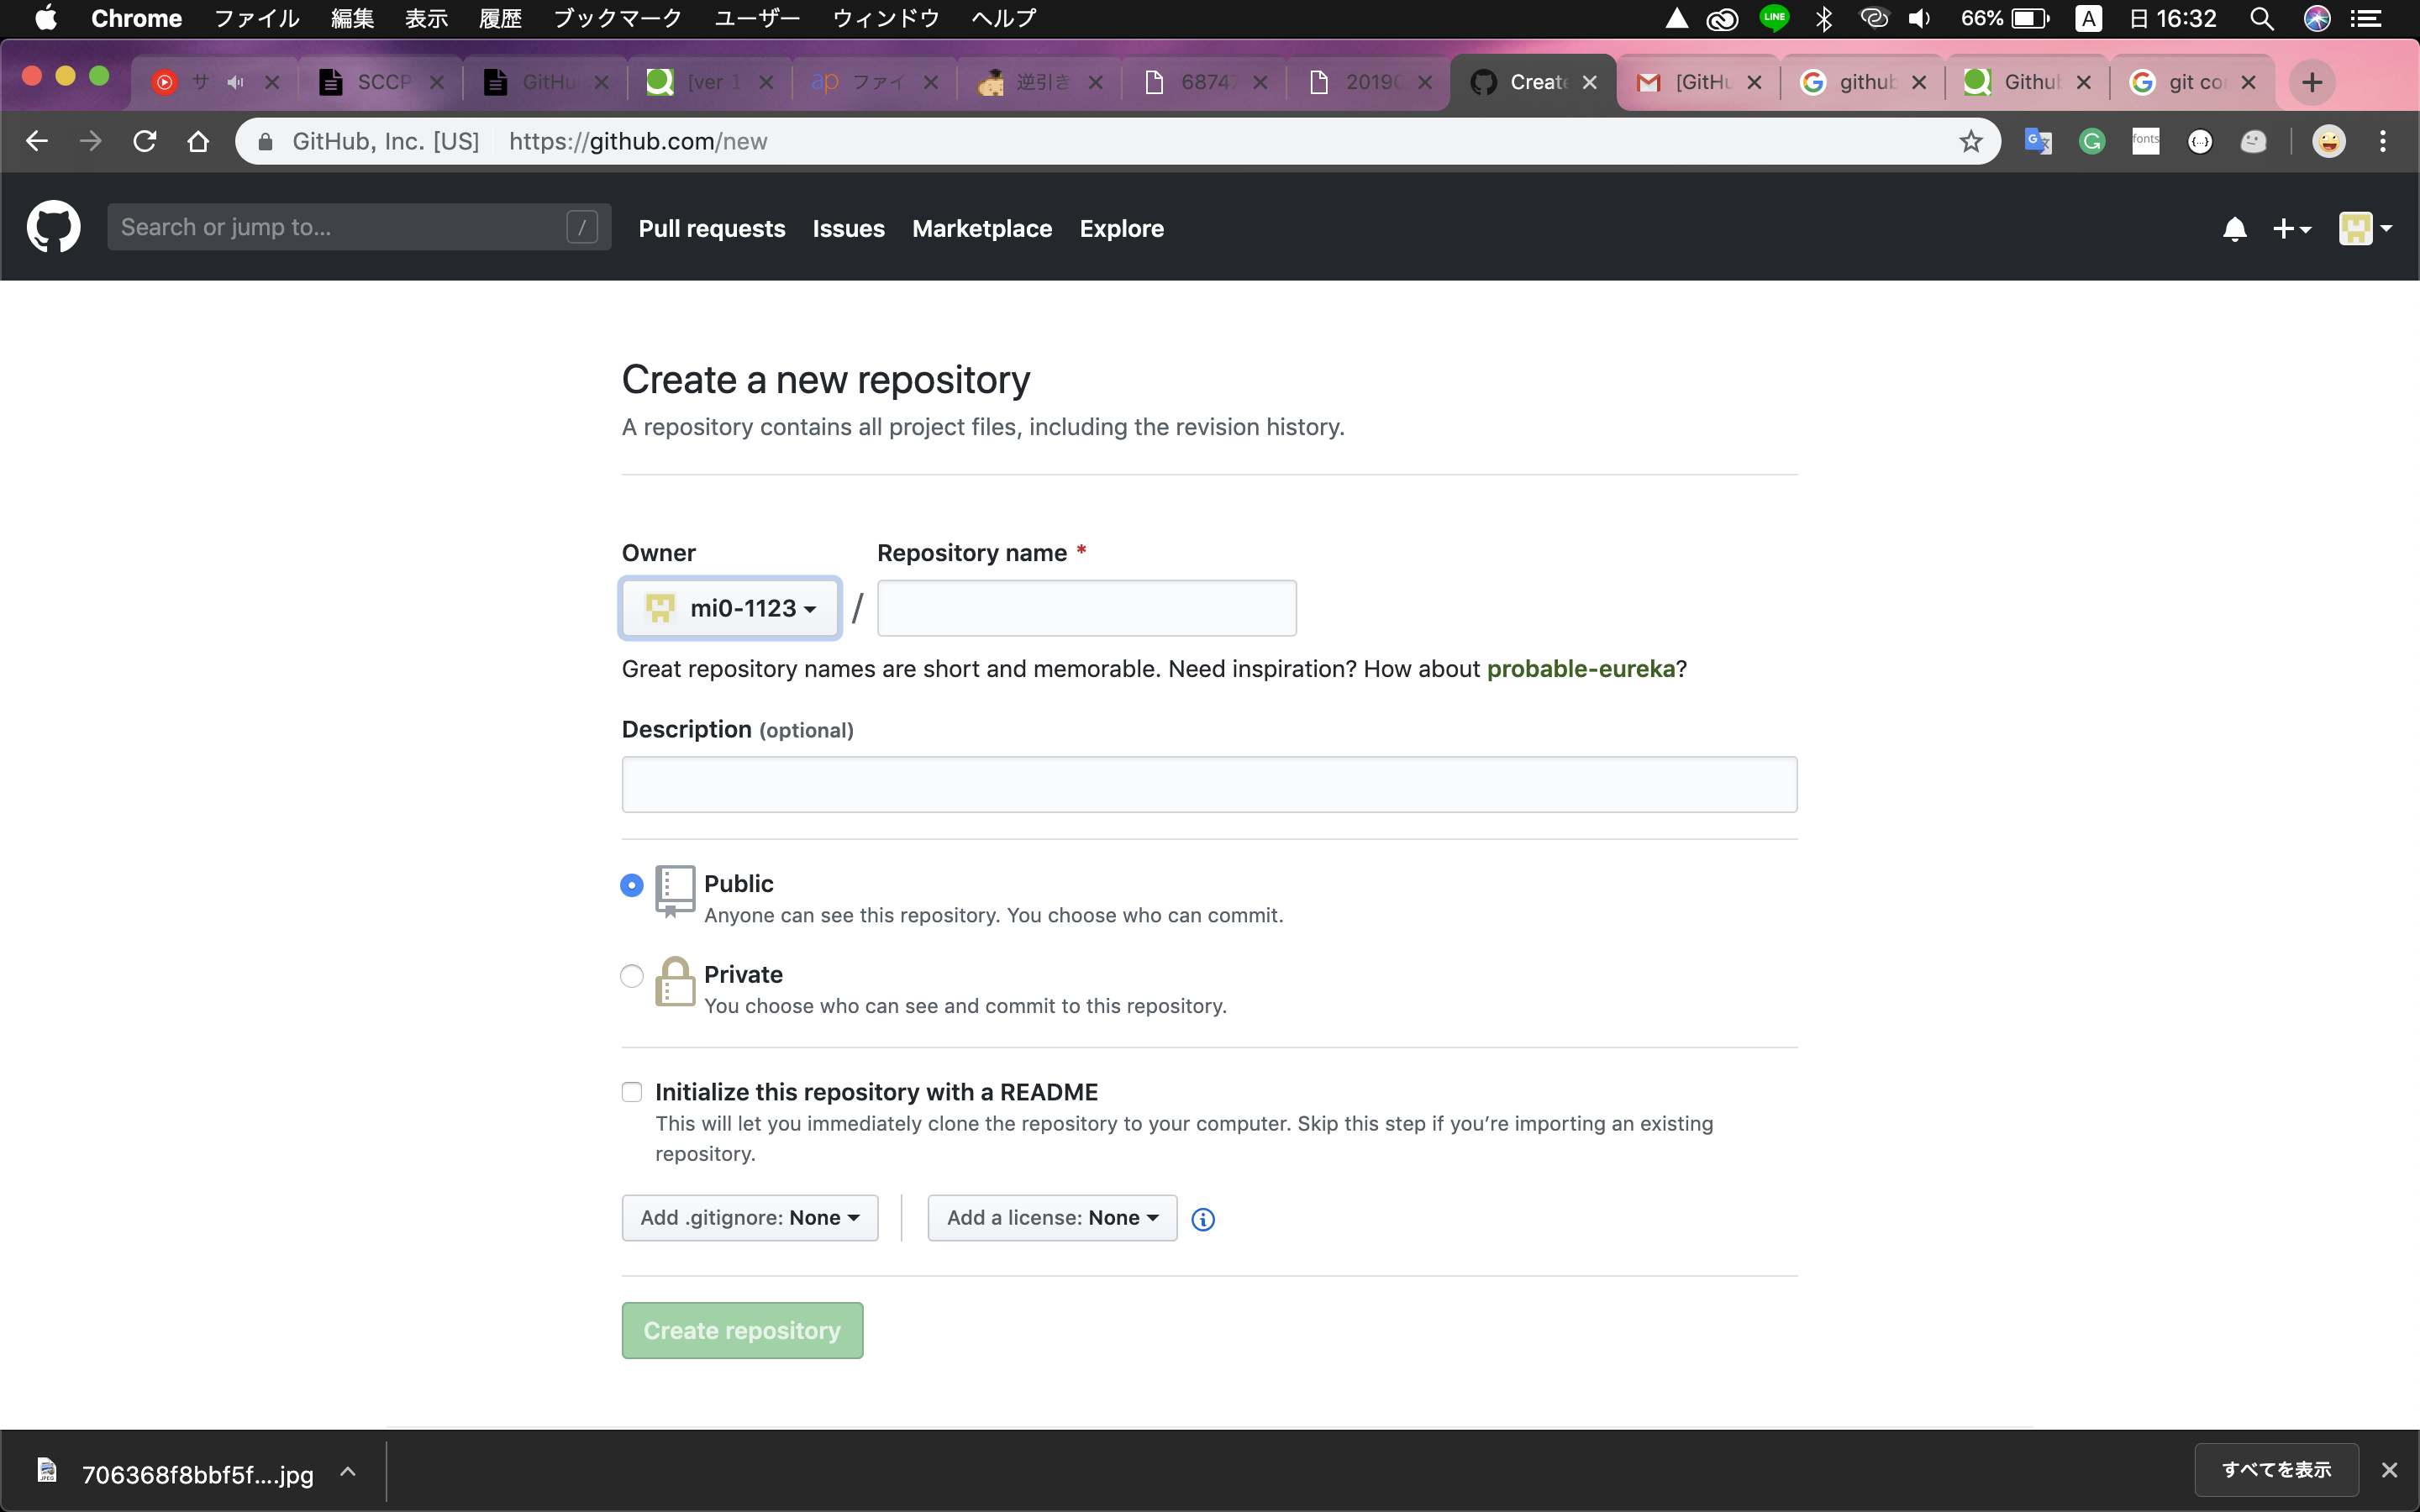 Chrome ファイル 編集 表示 履歴 ブックマーク ユーザー ウィンドウ ヘルプ LINE 66% A 日 16:32
サ SCCP GitHu [ver 1 ap ファイ 逆引き 68747 2019 Create [GitHu github Github git co
GitHub, Inc. [US] https://github.com/new fonts
Search or jump to... / Pull requests Issues Marketplace Explore
Create a new repository
A repository contains all project files, including the revision history.
Owner Repository name *
mi0-1123 /
Great repository names are short and memorable. Need inspiration? How about probable-eureka?
Description (optional)
Public
Anyone can see this repository. You choose who can commit.
Private
You choose who can see and commit to this repository.
Initialize this repository with a README
This will let you immediately clone the repository to your computer. Skip this step if you’re importing an existing
repository.
Add .gitignore: None Add a license: None
Create repository
706368f8bbf5f....jpg すべてを表示